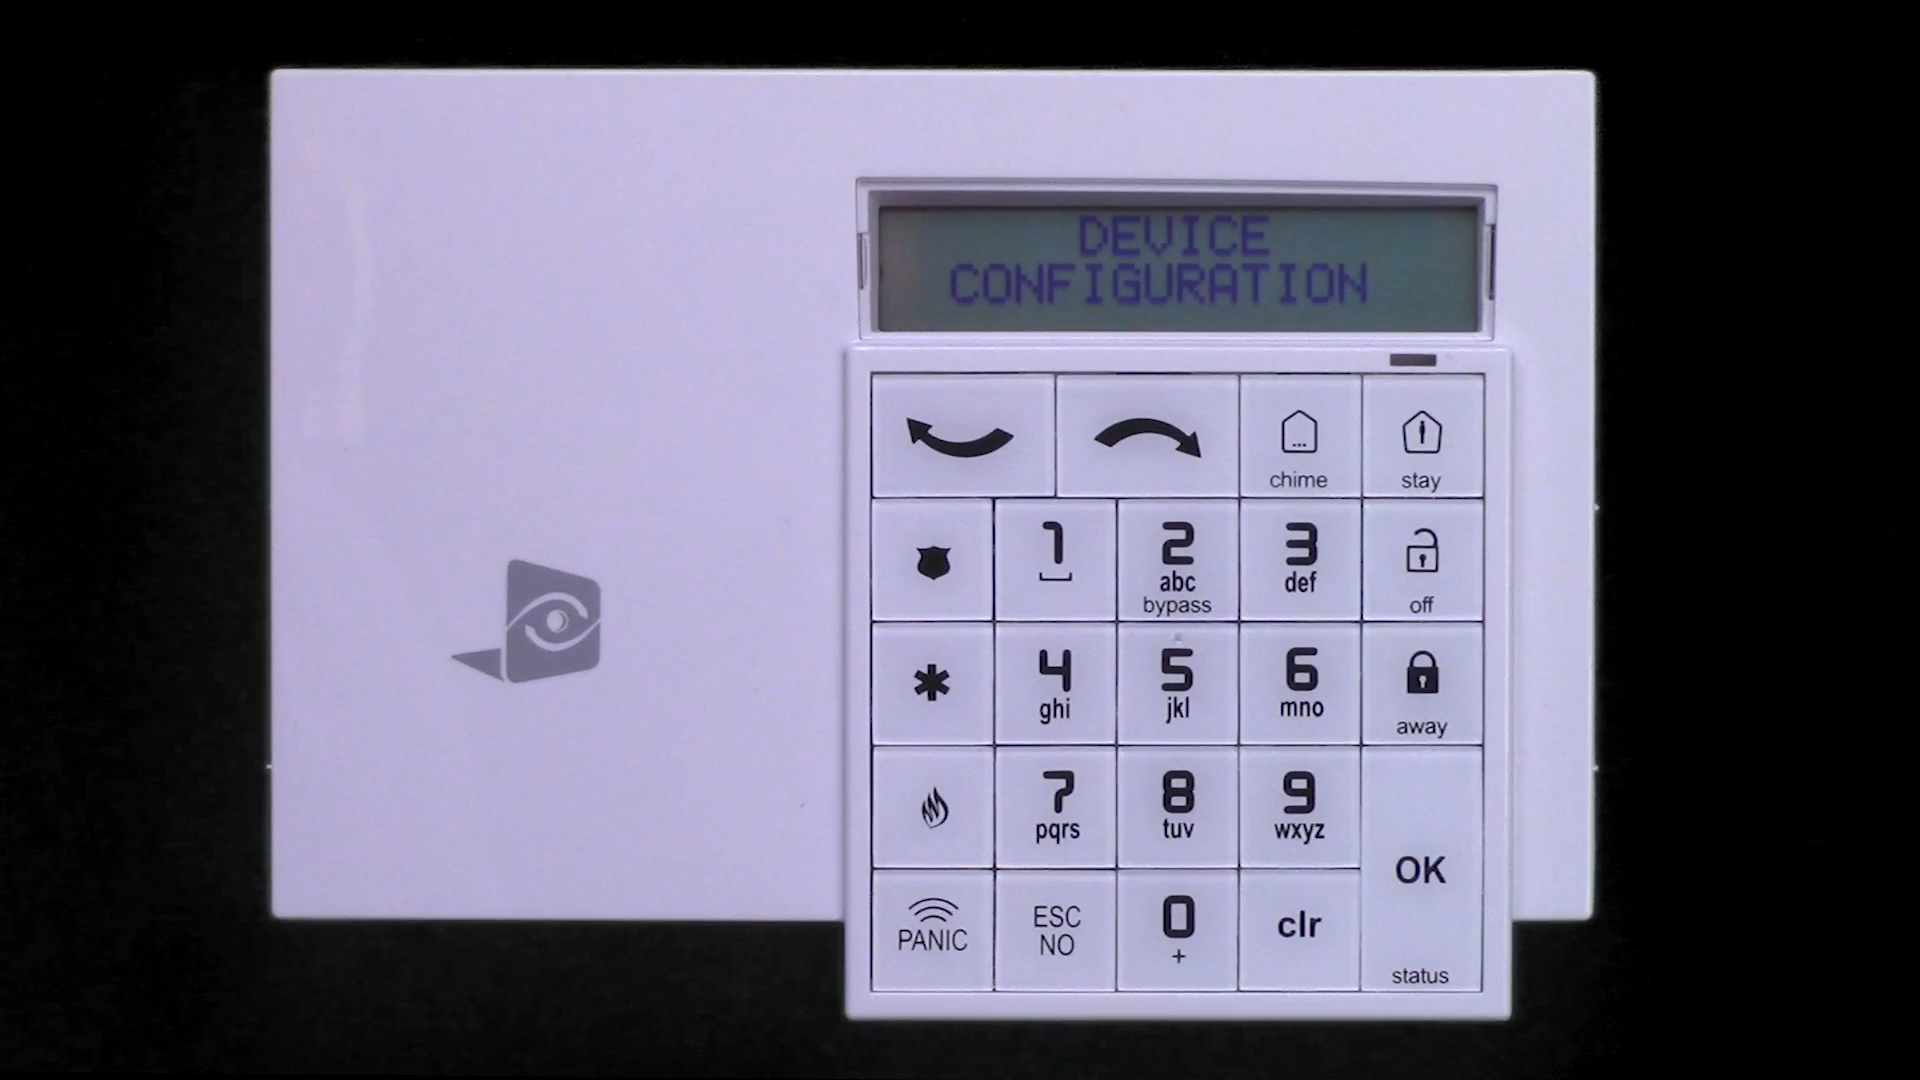 DEVICE
CONFIGURATION
chime
stay
1
2
abc
bypass
3
def
off
4
ghi
5
jkl
6
mno
away
7
pqrs
8
tuv
9
wxyz
OK
status
PANIC
ESC
NO
0
+
clr